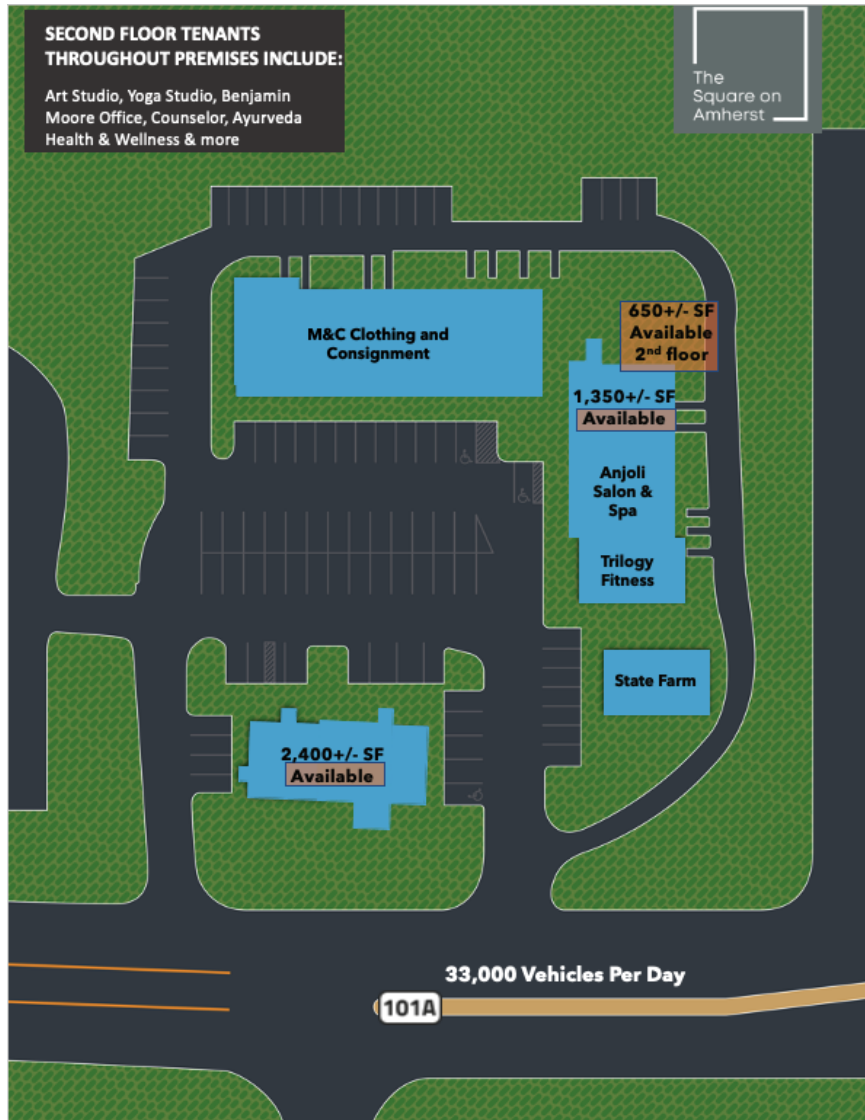 SECOND FLOOR TENANTS
THROUGHOUT PREMISES INCLUDE:
Art Studio, Yoga Studio, Benjamin
Moore Office, Counselor, Ayurveda
Health & Wellness & more
The
Square on
Amherst
M&C Clothing and
Consignment
650+/- SF
Available
2nd floor
1,350+/- SF
Available
Anjoli
Salon &
Spa
Trilogy
Fitness
State Farm
2,400+/- SF
Available
33,000 Vehicles Per Day
101A